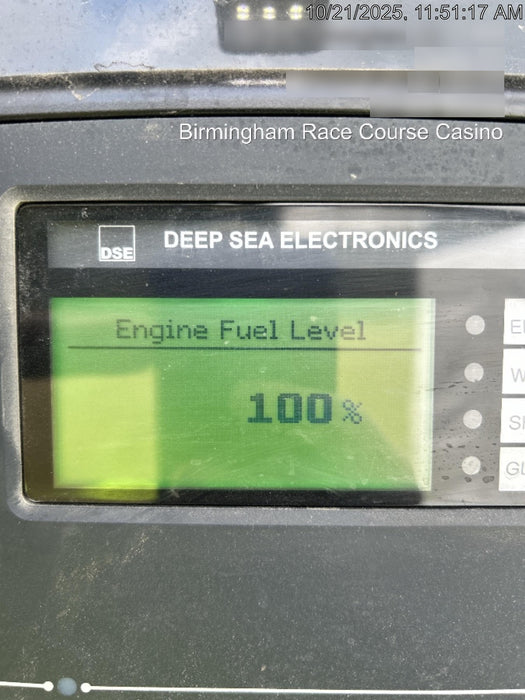 10/21/2025, 11:51:17 AM
Birmingham Race Course Casino
DSE
DEEP SEA ELECTRONICS
Engine Fuel Level
100 %